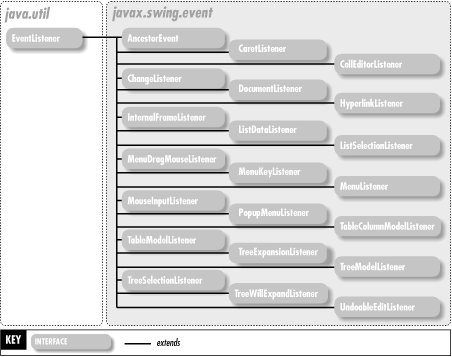 java.util
javax.swing.event
EventListener
AncestorEvent
CaretListener
CellEditorListener
ChangeListener
DocumentListener
HyperlinkListener
InternalFrameListener
ListDataListener
ListSelectionListener
MenuDragMouseListener
MenuKeyListener
MenuListener
MouseInputListener
PopupMenuListener
TableColumnModelListener
TableModelListener
TreeExpansionListener
TreeModelListener
TreeSelectionListener
TreeWillExpandListener
UndoableEditListener
KEY
INTERFACE
extends